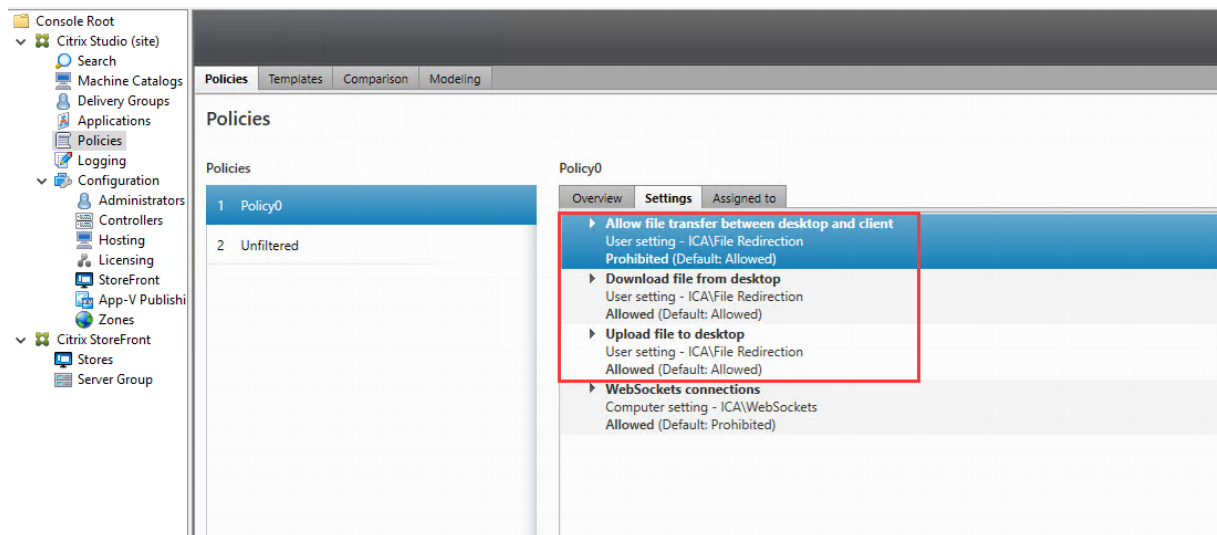 Console Root
Citrix Studio (site)
Search
Machine Catalogs
Delivery Groups
Applications
Policies
Logging
Configuration
Administrators
Controllers
Hosting
Licensing
StoreFront
App-V Publishi
Zones
Citrix StoreFront
Stores
Server Group
Policies Templates Comparison Modeling
Policies
Policies
1 Policy0
2 Unfiltered
Policy0
Overview Settings Assigned to
Allow file transfer between desktop and client
User setting - ICA\File Redirection
Prohibited (Default: Allowed)
Download file from desktop
User setting - ICA\File Redirection
Allowed (Default: Allowed)
Upload file to desktop
User setting - ICA\File Redirection
Allowed (Default: Allowed)
WebSockets connections
Computer setting - ICA\WebSockets
Allowed (Default: Prohibited)